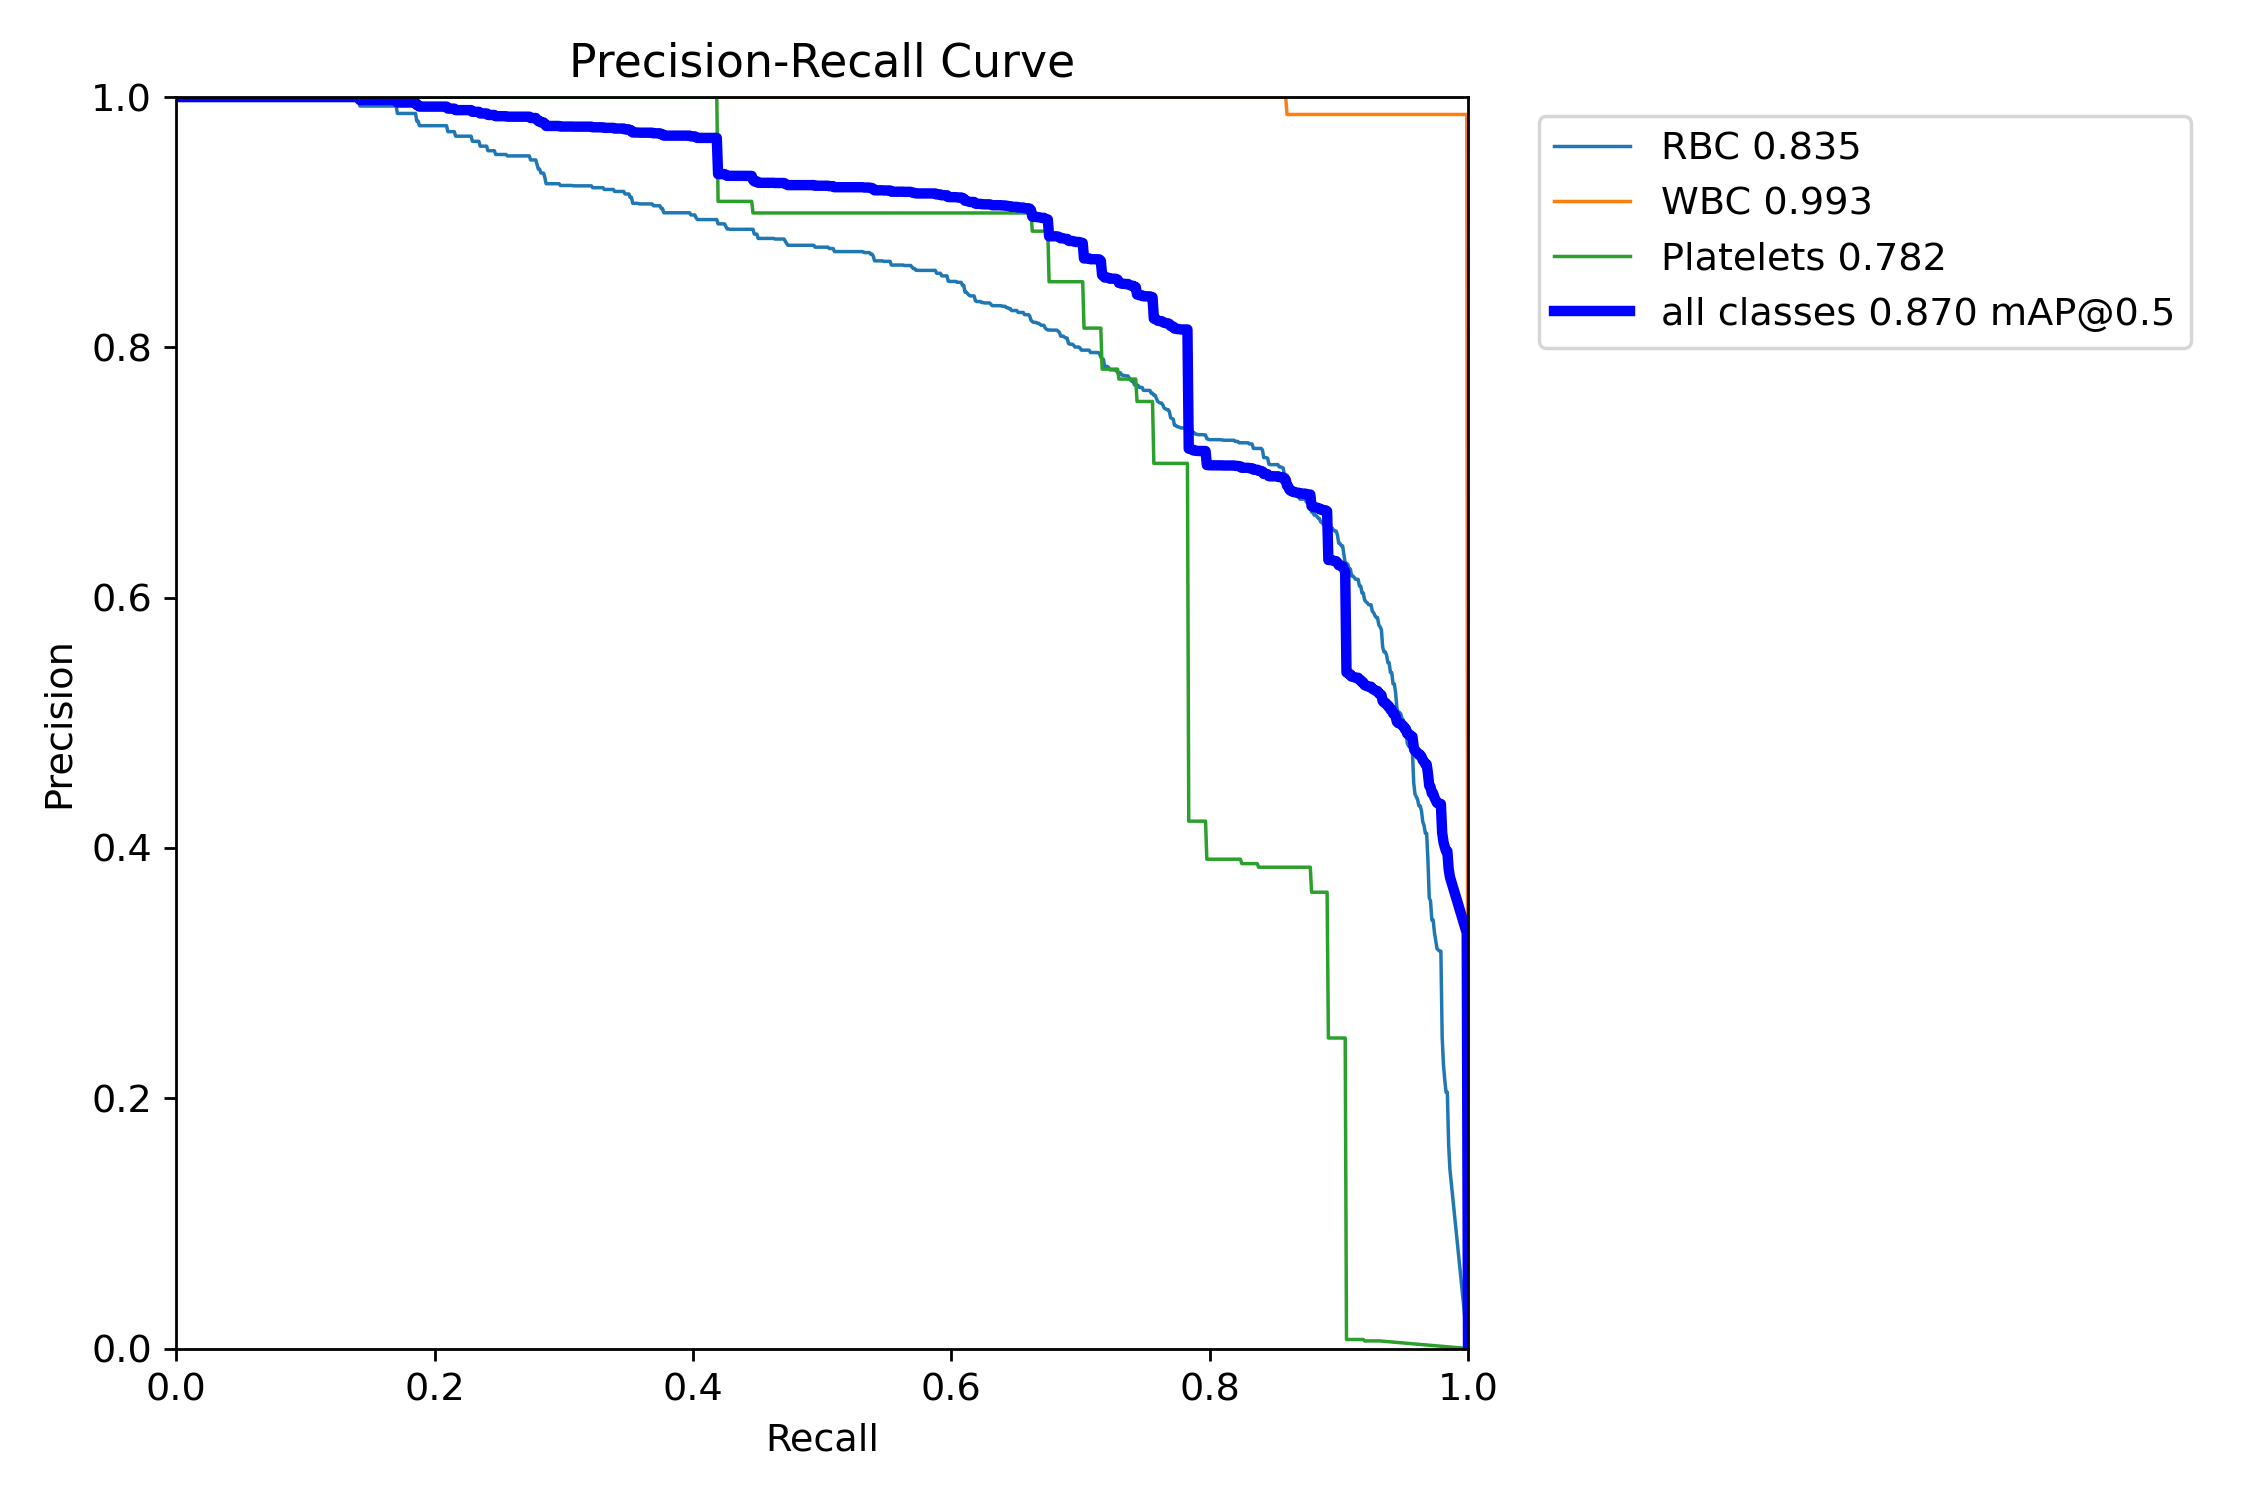 Precision-Recall Curve
1.0
0.8
0.6
0.4
0.2
0.0
Precision
0.0 0.2 0.4 0.6 0.8 1.0
Recall
RBC 0.835
WBC 0.993
Platelets 0.782
all classes 0.870 mAP@0.5